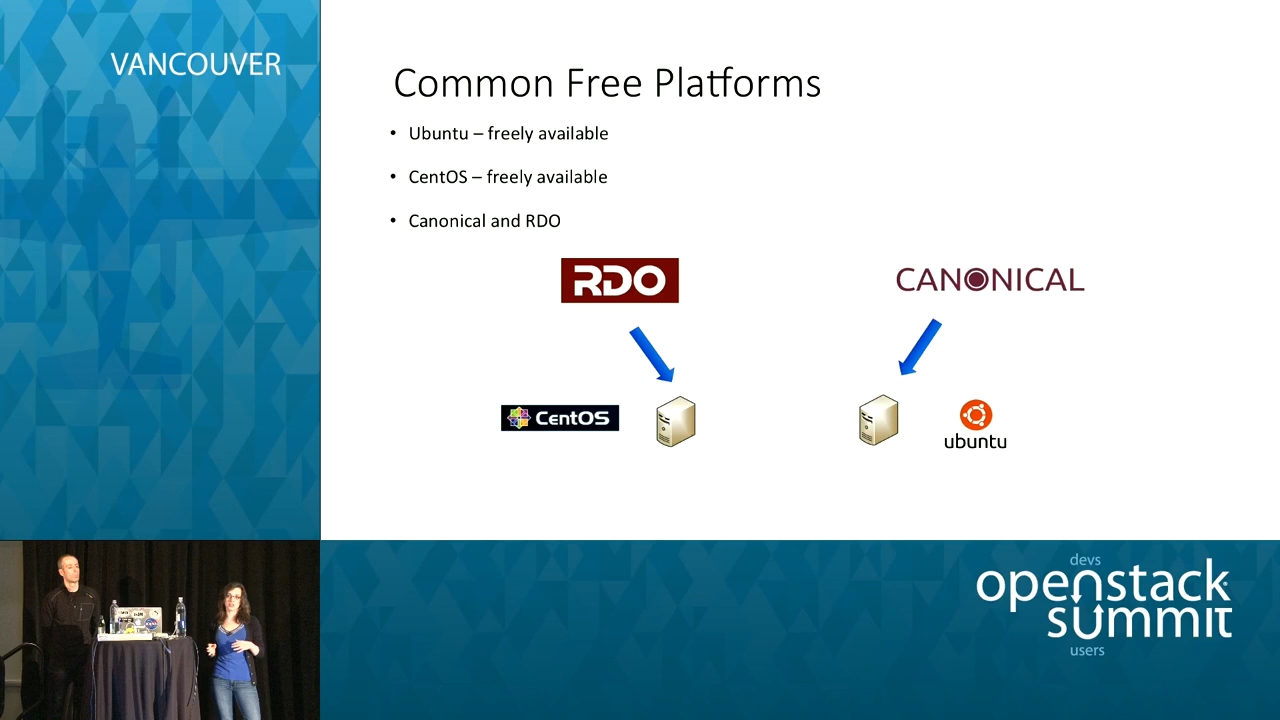 VANCOUVER
Common Free Platforms
• Ubuntu – freely available
• CentOS – freely available
• Canonical and RDO
RDO
CANONICAL
CentOS
ubuntu
devs
openstack
summit
users